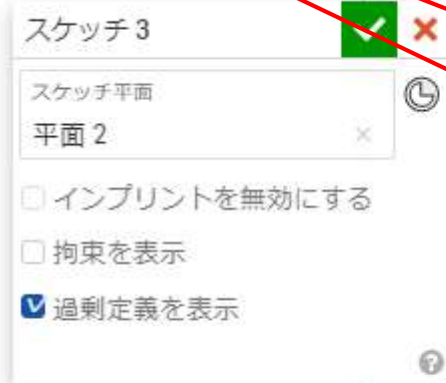 スケッチ 3
スケッチ平面
平面 2
インプリントを無効にする
拘束を表示
過剰定義を表示